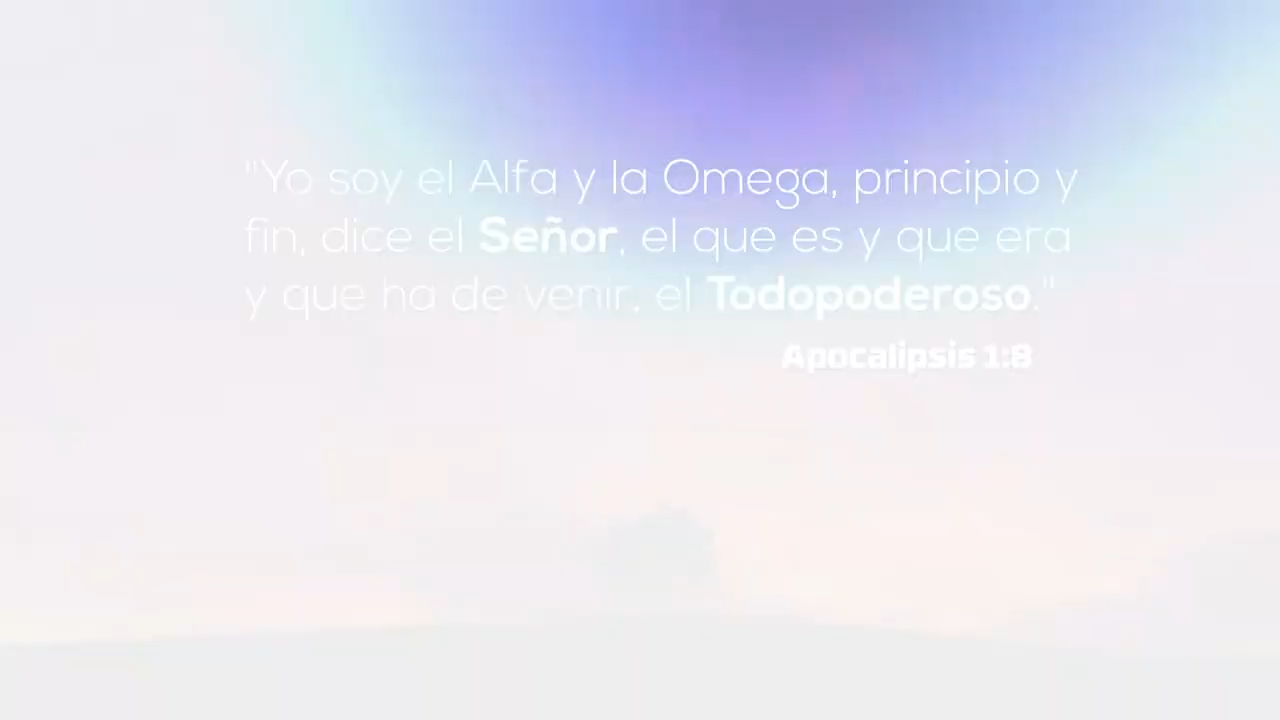 "Yo soy el Alfa y la Omega, principio y
fin, dice el Señor, el que es y que era
y que ha de venir, el Todopoderoso."
Apocalipsis 1:8